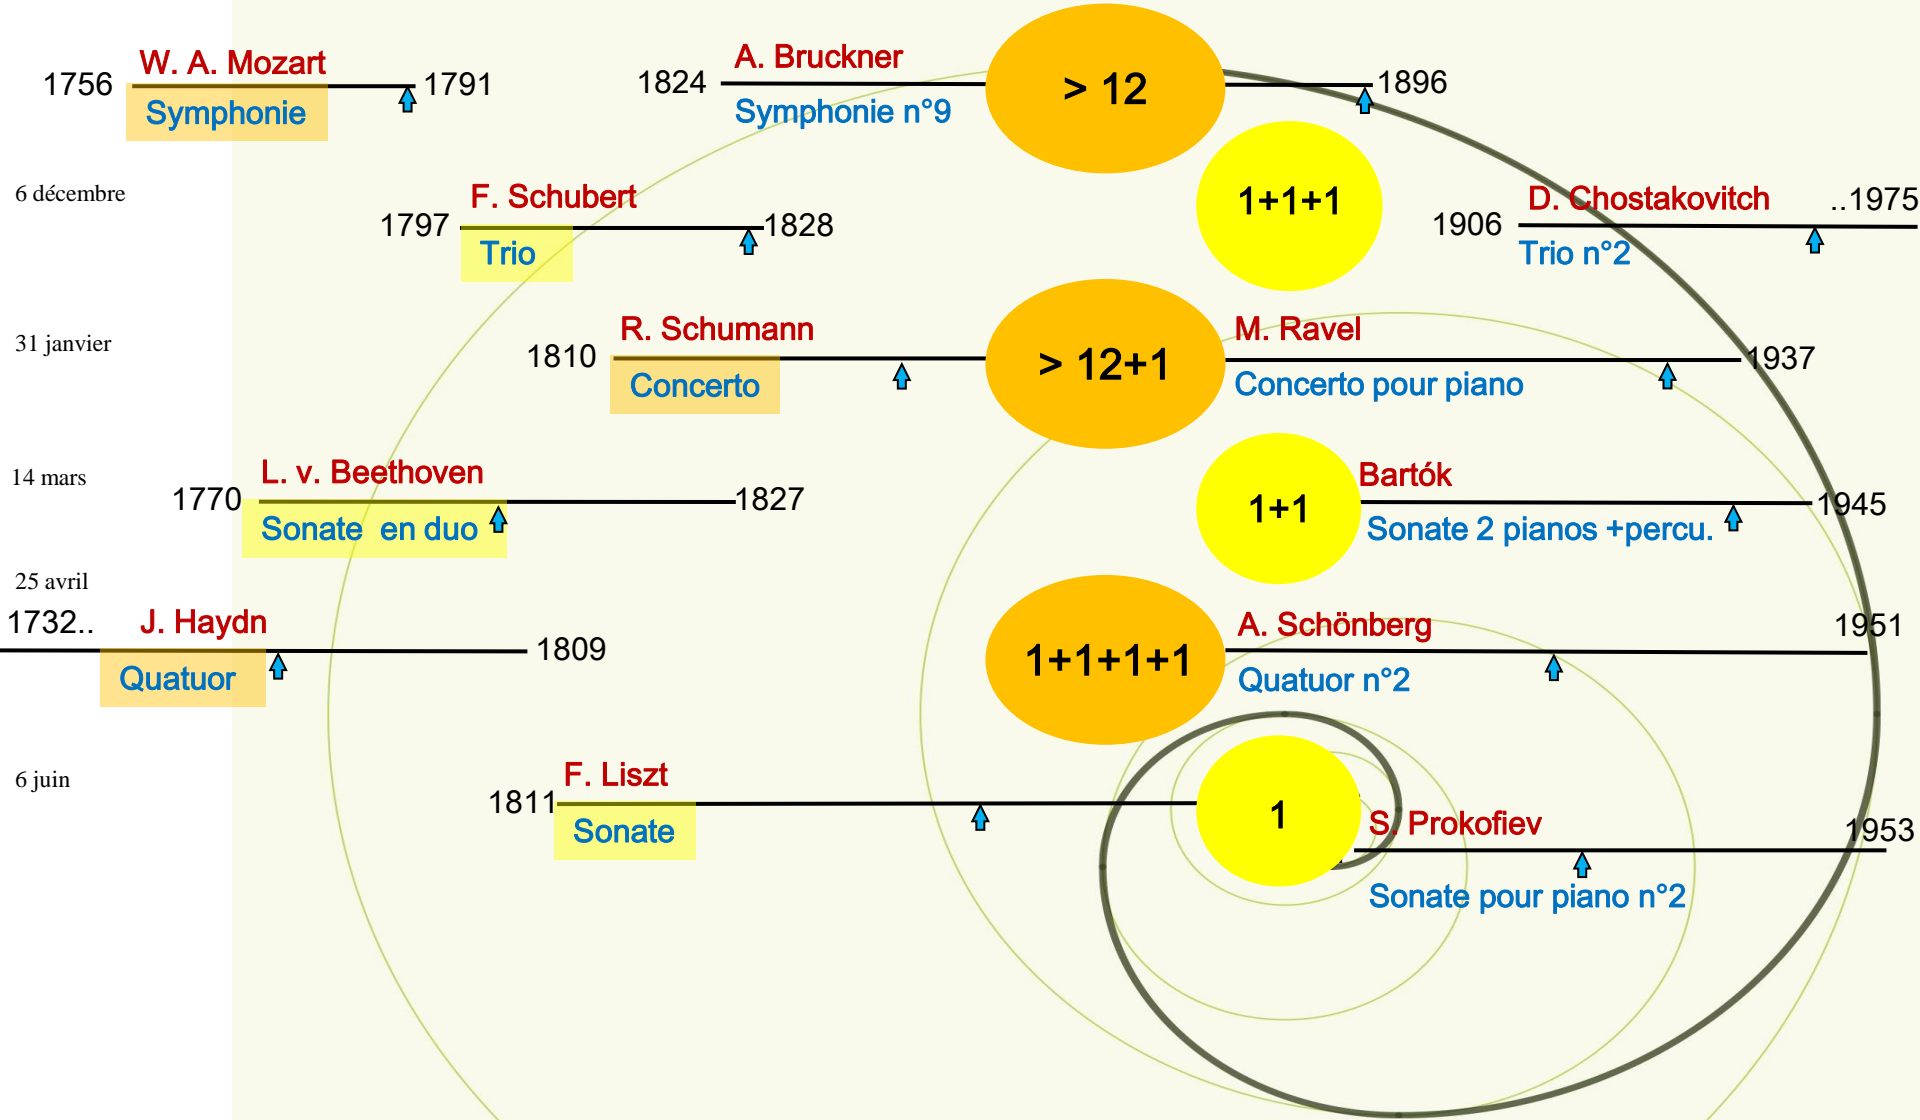 W. A. Mozart
1756
1791
Symphonie
A. Bruckner
1824
> 12
1896
Symphonie n°9
6 décembre
F. Schubert
1797
1828
Trio
1+1+1
D. Chostakovitch
1906
..1975
Trio n°2
31 janvier
R. Schumann
1810
Concerto
> 12+1
M. Ravel
1937
Concerto pour piano
14 mars
L. v. Beethoven
1770
1827
Sonate en duo
1+1
Bartók
1945
Sonate 2 pianos +percu.
25 avril
1732..
J. Haydn
1809
Quatuor
1+1+1+1
A. Schönberg
1951
Quatuor n°2
6 juin
F. Liszt
1811
Sonate
1
S. Prokofiev
1953
Sonate pour piano n°2